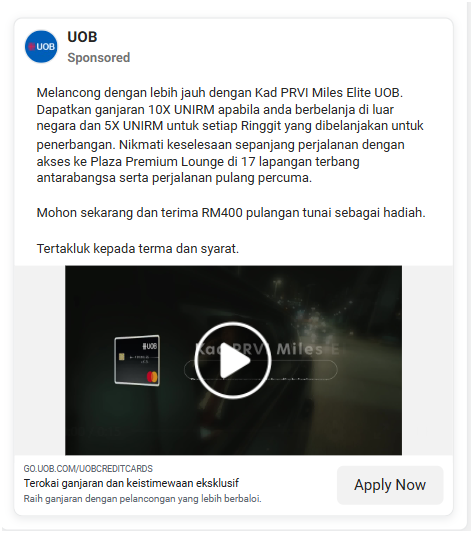 UOB
UOB
Sponsored
Melancong dengan lebih jauh dengan Kad PRVI Miles Elite UOB.
Dapatkan ganjaran 10X UNIRM apabila anda berbelanja di luar
negara dan 5X UNIRM untuk setiap Ringgit yang dibelanjakan untuk
penerbangan. Nikmati keselesaan sepanjang perjalanan dengan
akses ke Plaza Premium Lounge di 17 lapangan terbang
antarabangsa serta perjalanan pulang percuma.
Mohon sekarang dan terima RM400 pulangan tunai sebagai hadiah.
Tertakluk kepada terma dan syarat.
UOB
Kad PRVI Miles E
GO.UOB.COM/UOBCREDITCARDS
Terokai ganjaran dan keistimewaan eksklusif
Raih ganjaran dengan pelancongan yang lebih berbaloi.
Apply Now